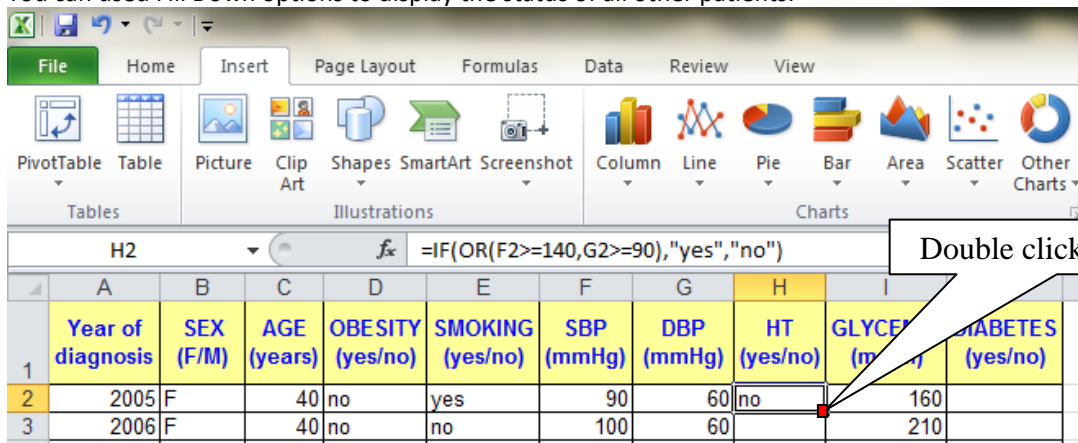 File Home Insert Page Layout Formulas Data Review View
PivotTable Table Picture Clip Art Shapes SmartArt Screenshot Column Line Pie Bar Area Scatter Other Charts
Tables Illustrations Charts
H2 fx =IF(OR(F2>=140,G2>=90),"yes","no")
Double click
A B C D E F G H I
1 Year of diagnosis SEX (F/M) AGE (years) OBESITY (yes/no) SMOKING (yes/no) SBP (mmHg) DBP (mmHg) HT (yes/no) (yes/no)
2 2005 F 40 no yes 90 60 no 160
3 2006 F 40 no no 100 60 210